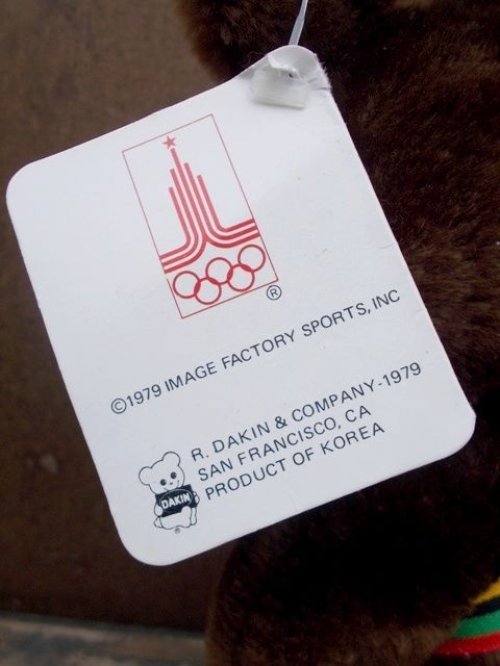 ®
©1979 IMAGE FACTORY SPORTS, INC
R. DAKIN & COMPANY-1979
SAN FRANCISCO, CA
PRODUCT OF KOREA
DAKIN
®